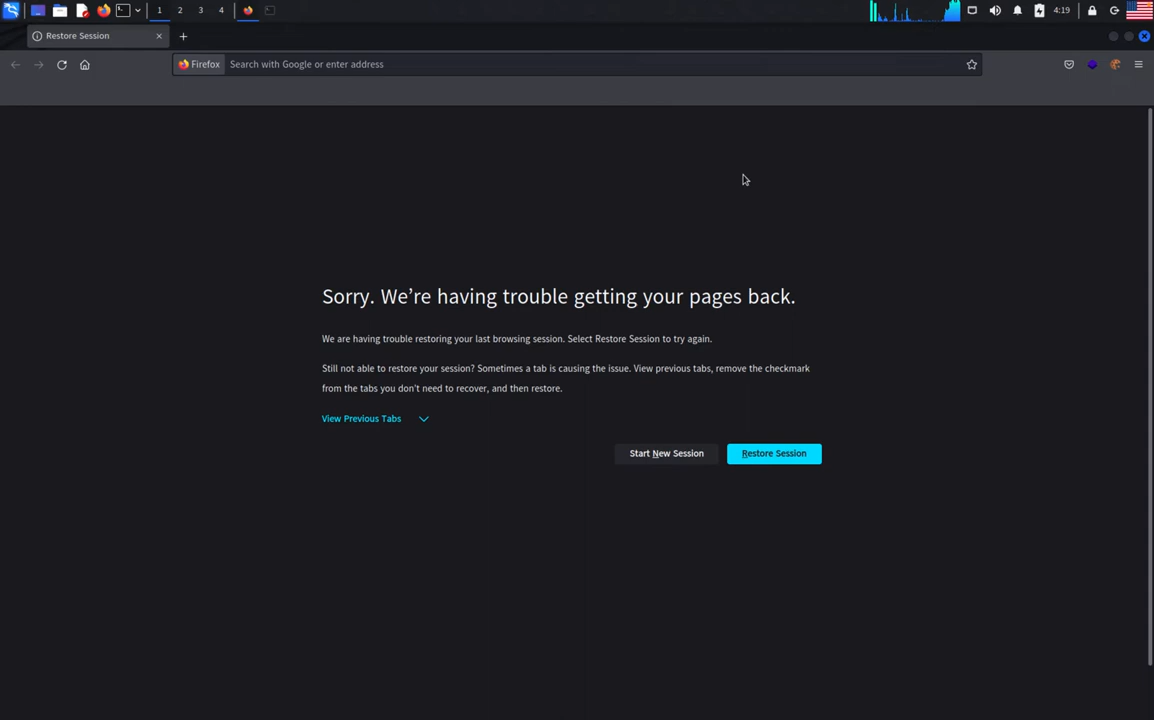 1 2 3 4
4:19
Restore Session
Firefox
Search with Google or enter address
Sorry. We're having trouble getting your pages back.
We are having trouble restoring your last browsing session. Select Restore Session to try again.
Still not able to restore your session? Sometimes a tab is causing the issue. View previous tabs, remove the checkmark
from the tabs you don't need to recover, and then restore.
View Previous Tabs
Start New Session
Restore Session